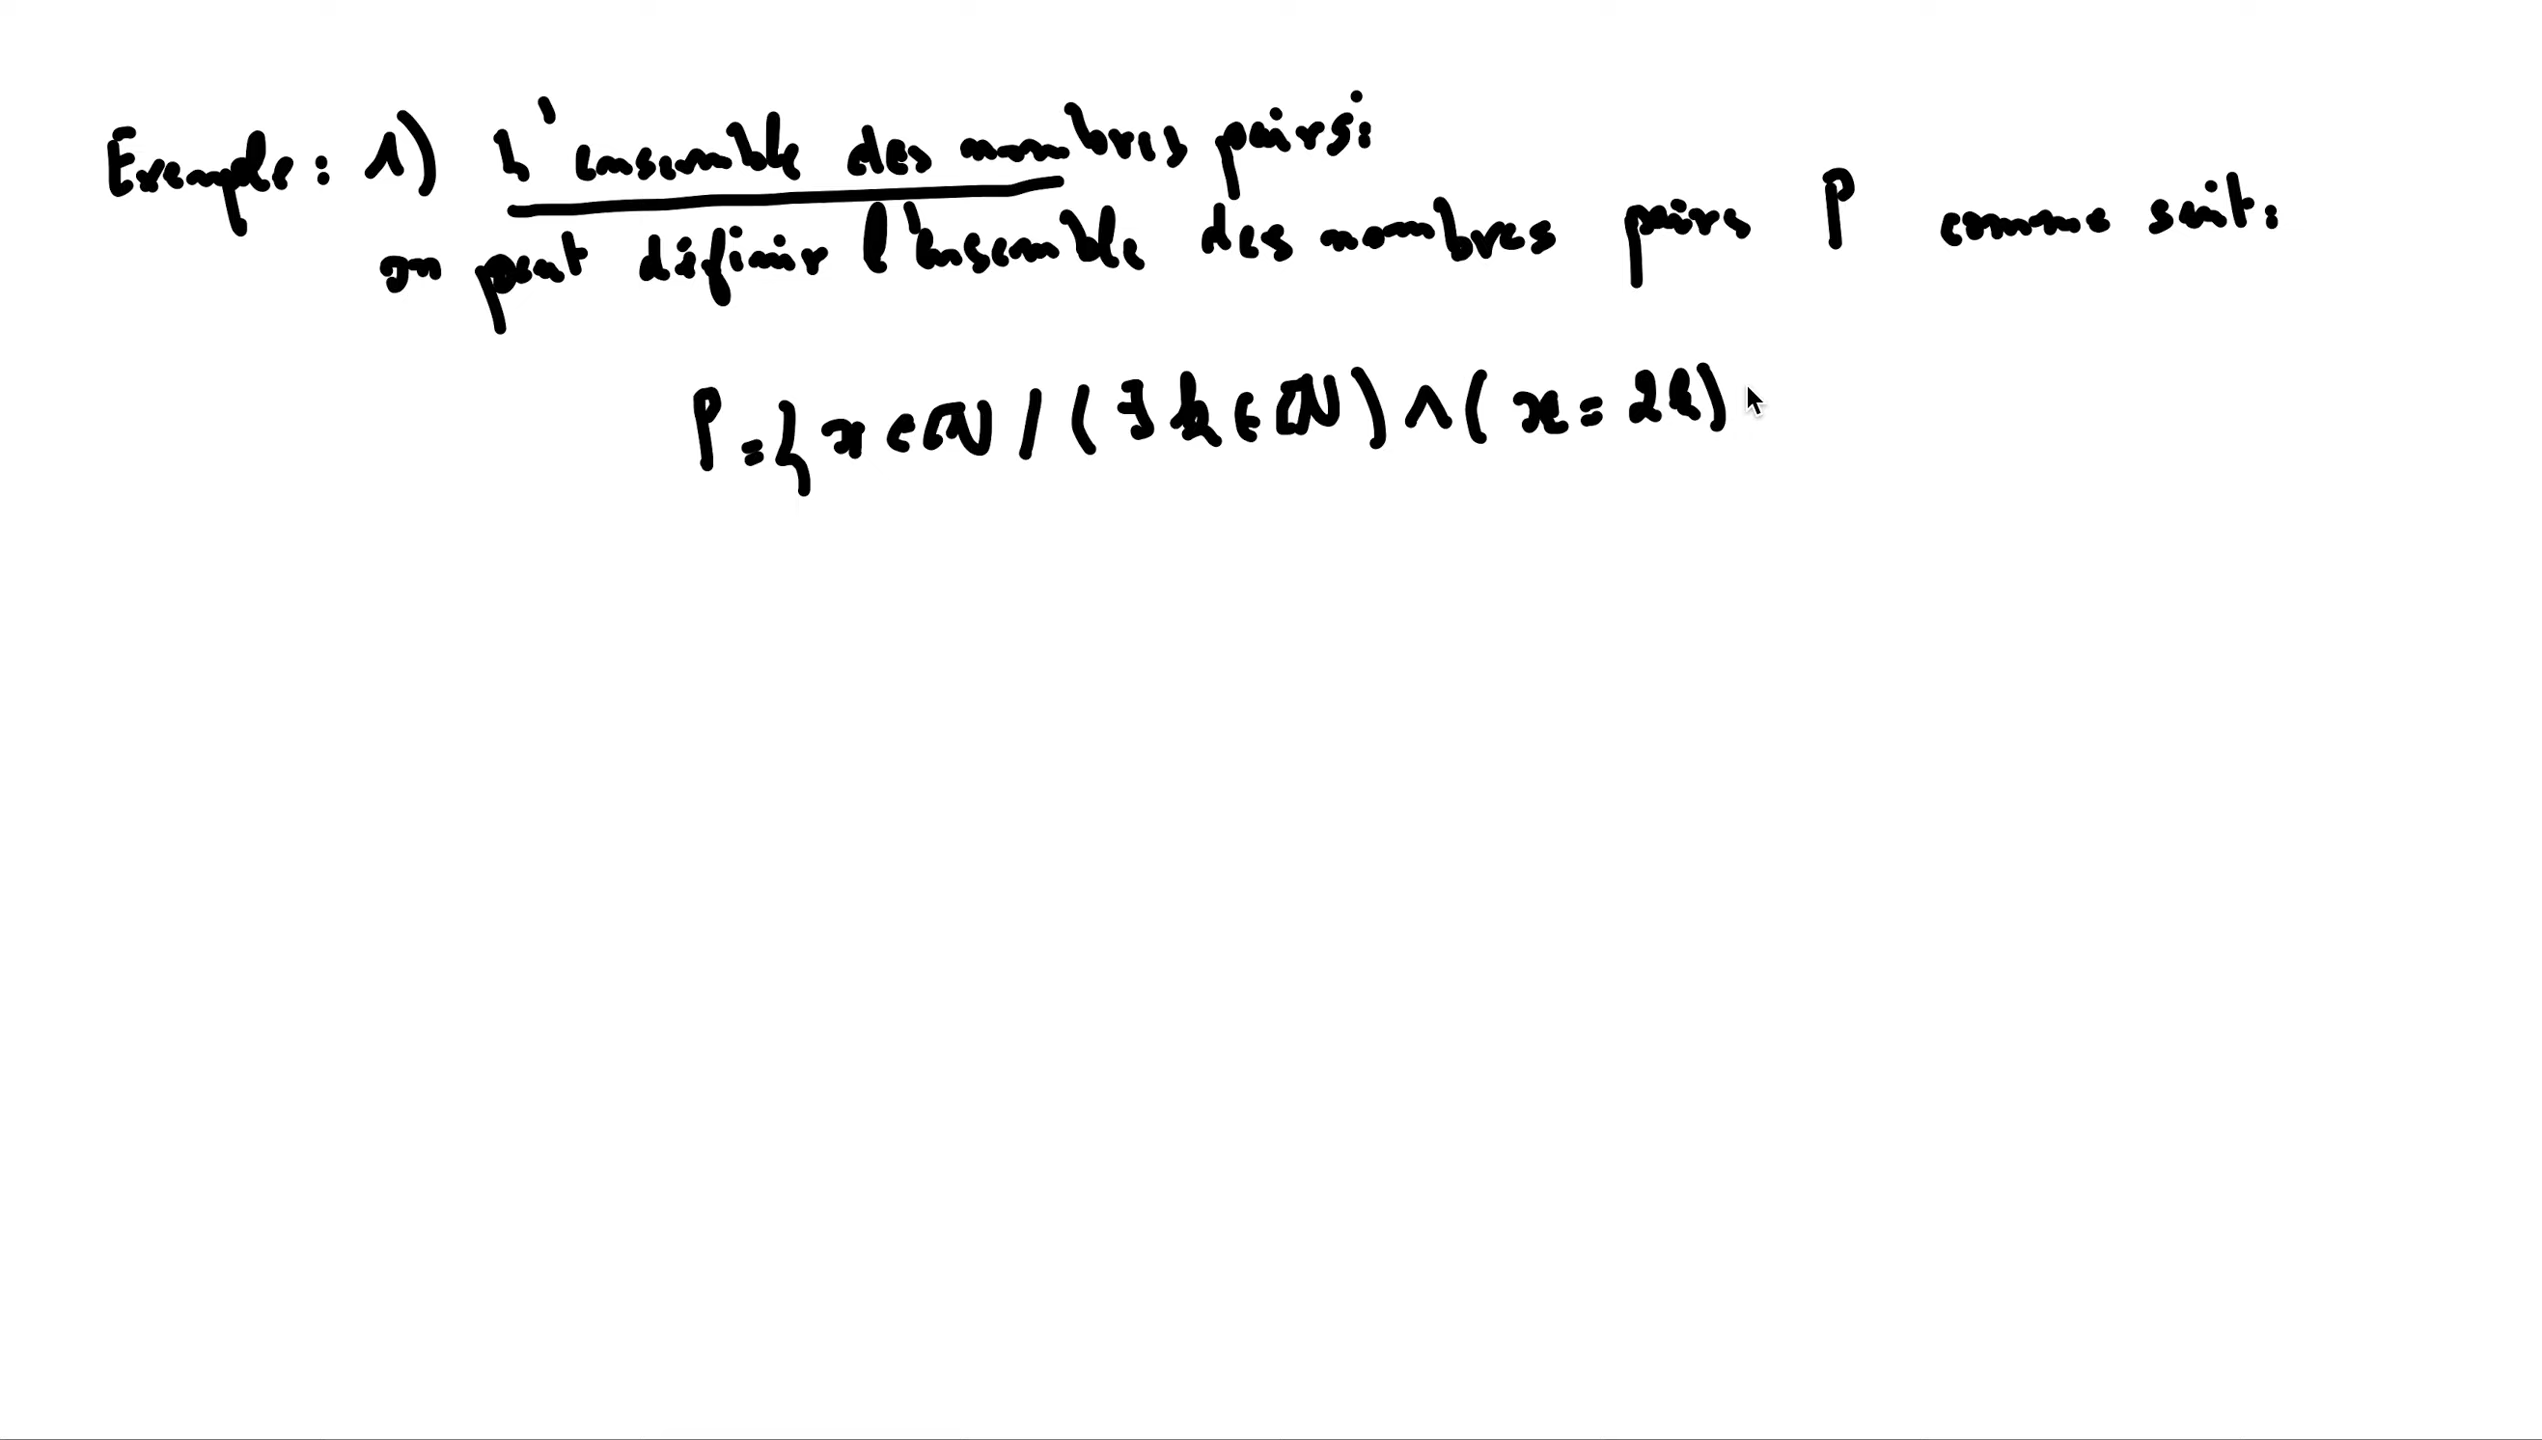 Exemple : 1) L'ensemble des nombres pairs:
on peut définir l'ensemble des nombres pairs P comme suit:
P = { x ∈ ℕ / ( ∃ k ∈ ℕ ) ∧ ( x = 2k )